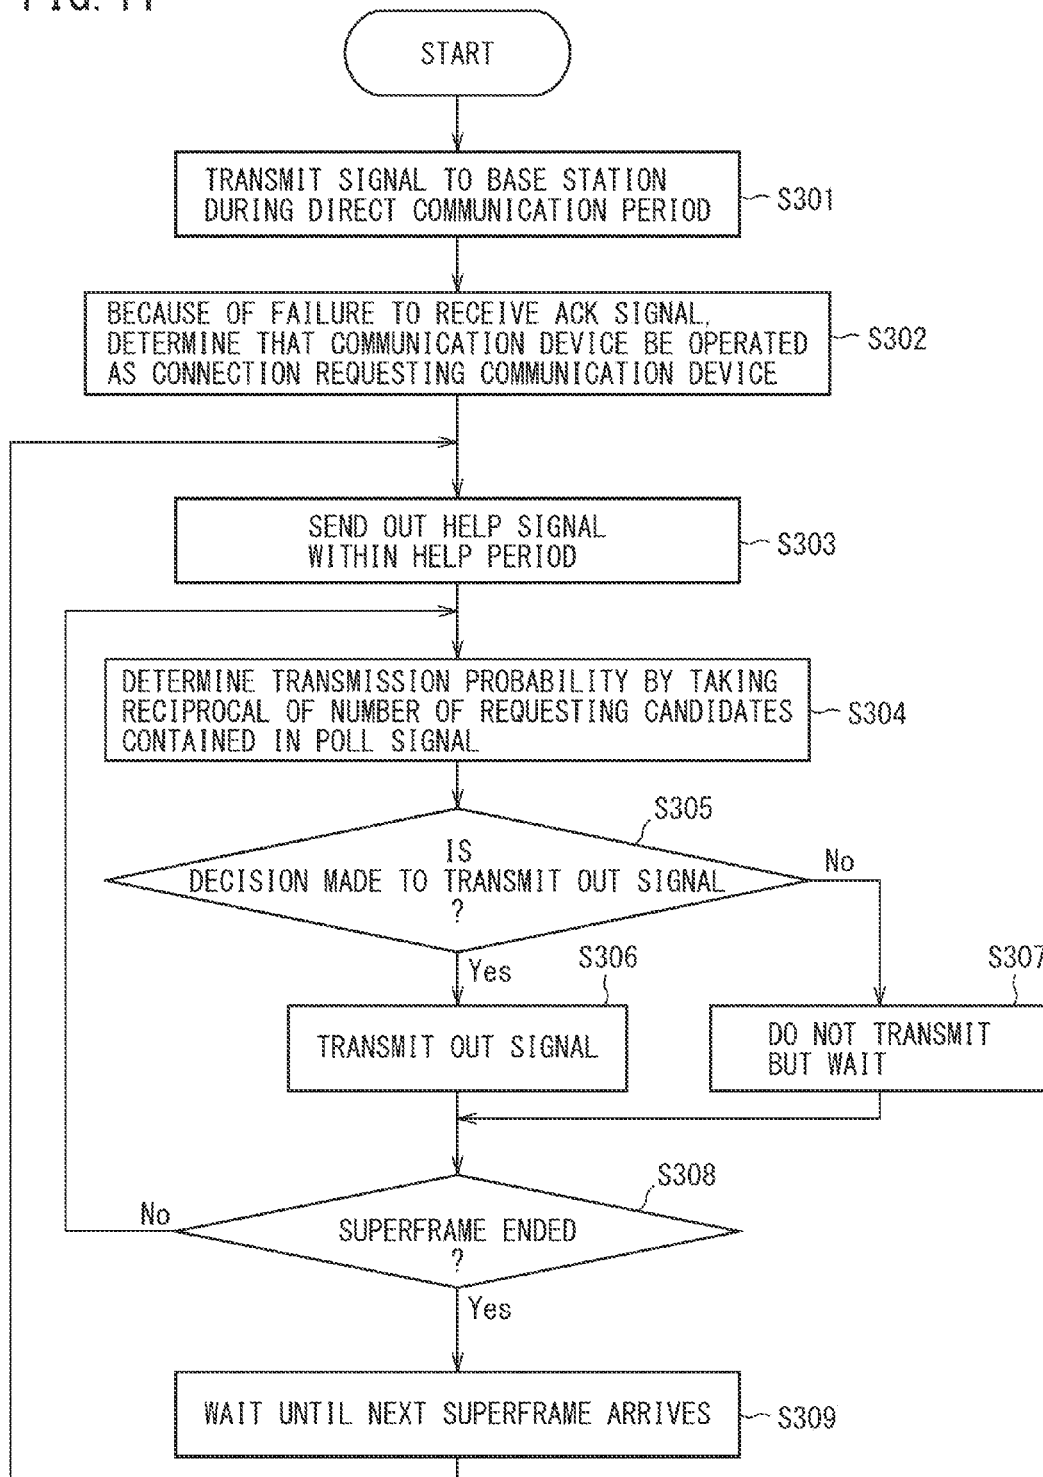 START
TRANSMIT SIGNAL TO BASE STATION
DURING DIRECT COMMUNICATION PERIOD
S301
BECAUSE OF FAILURE TO RECEIVE ACK SIGNAL,
DETERMINE THAT COMMUNICATION DEVICE BE OPERATED
AS CONNECTION REQUESTING COMMUNICATION DEVICE
S302
SEND OUT HELP SIGNAL
WITHIN HELP PERIOD
S303
DETERMINE TRANSMISSION PROBABILITY BY TAKING
RECIPROCAL OF NUMBER OF REQUESTING CANDIDATES
CONTAINED IN POLL SIGNAL
S304
S305
IS
DECISION MADE TO TRANSMIT OUT SIGNAL
?
No
Yes
S306
S307
TRANSMIT OUT SIGNAL
DO NOT TRANSMIT
BUT WAIT
S308
No
SUPERFRAME ENDED
?
Yes
WAIT UNTIL NEXT SUPERFRAME ARRIVES
S309